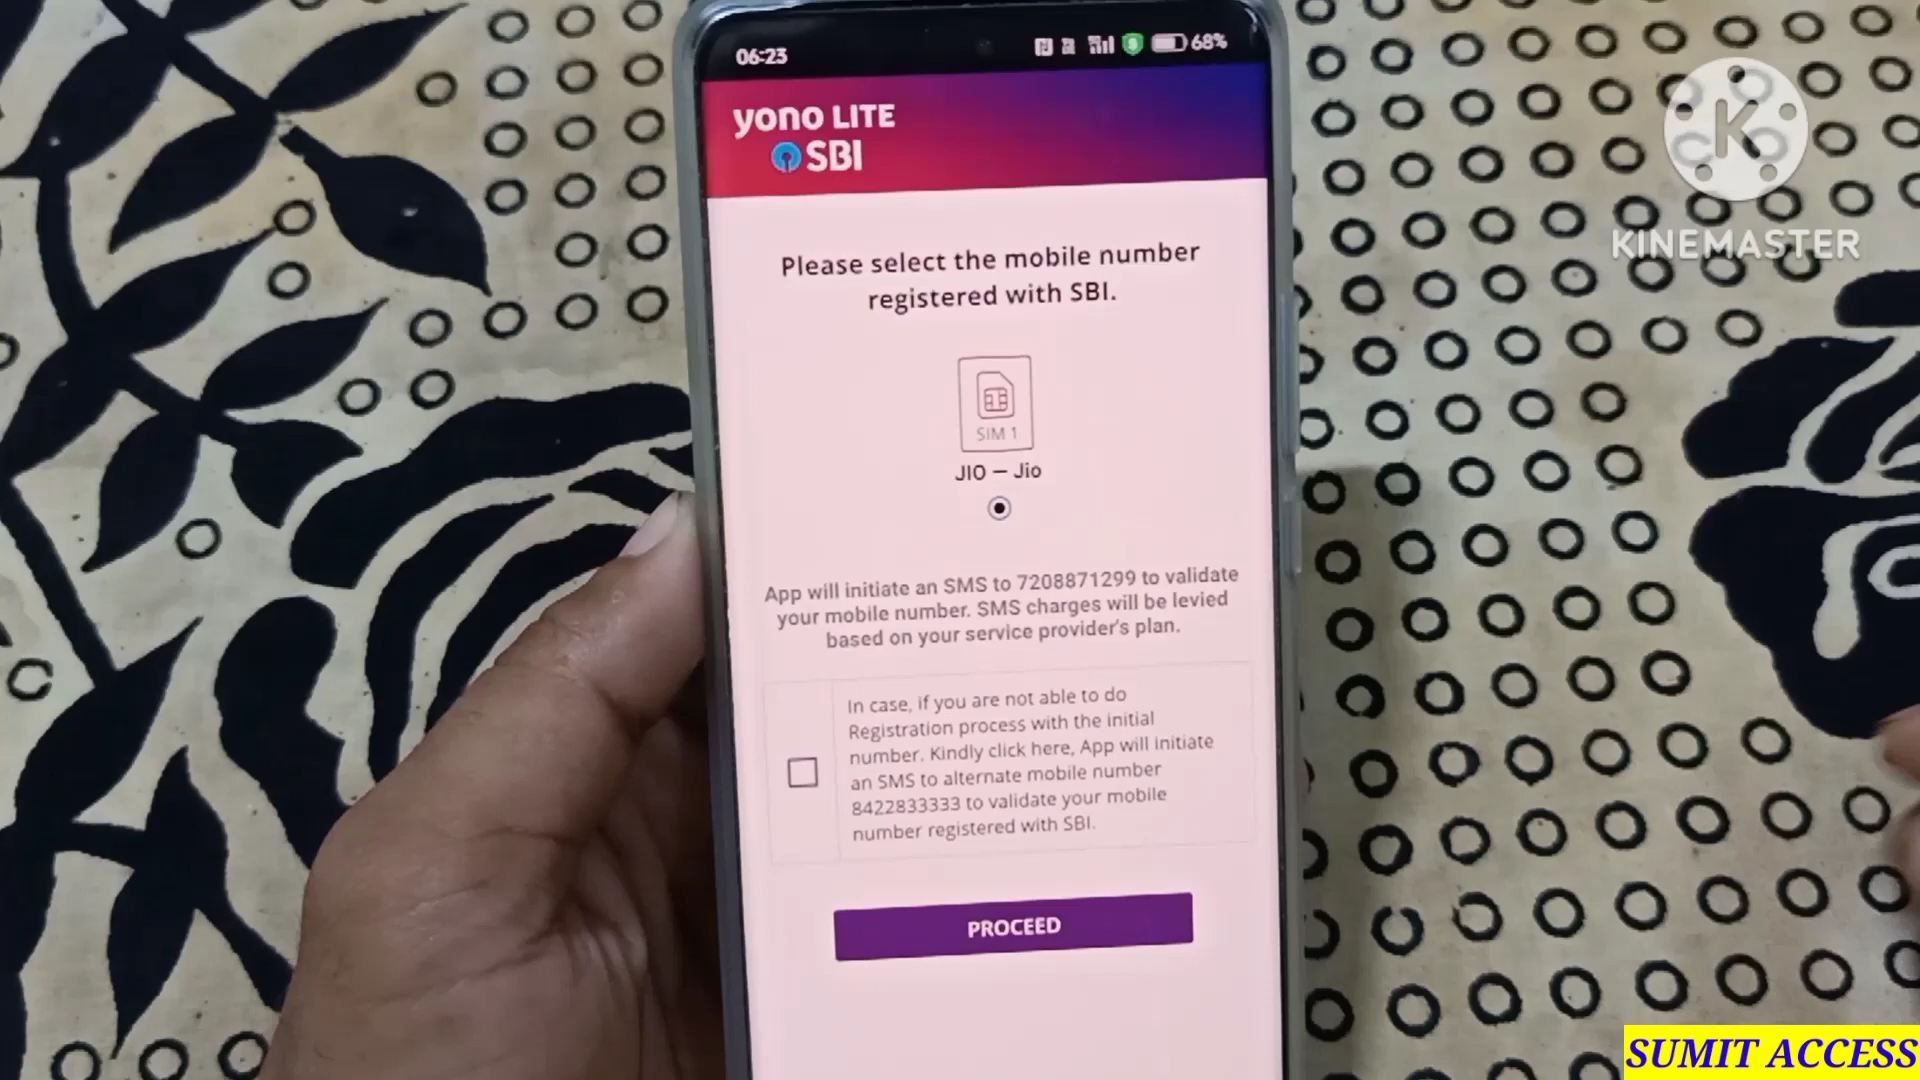 06:23
68%
yono LITE
SBI
K
KINEMASTER
Please select the mobile number
registered with SBI.
SIM 1
JIO – Jio
App will initiate an SMS to 7208871299 to validate
your mobile number. SMS charges will be levied
based on your service provider's plan.
In case, if you are not able to do
Registration process with the initial
number. Kindly click here, App will initiate
an SMS to alternate mobile number
8422833333 to validate your mobile
number registered with SBI.
PROCEED
SUMIT ACCESS